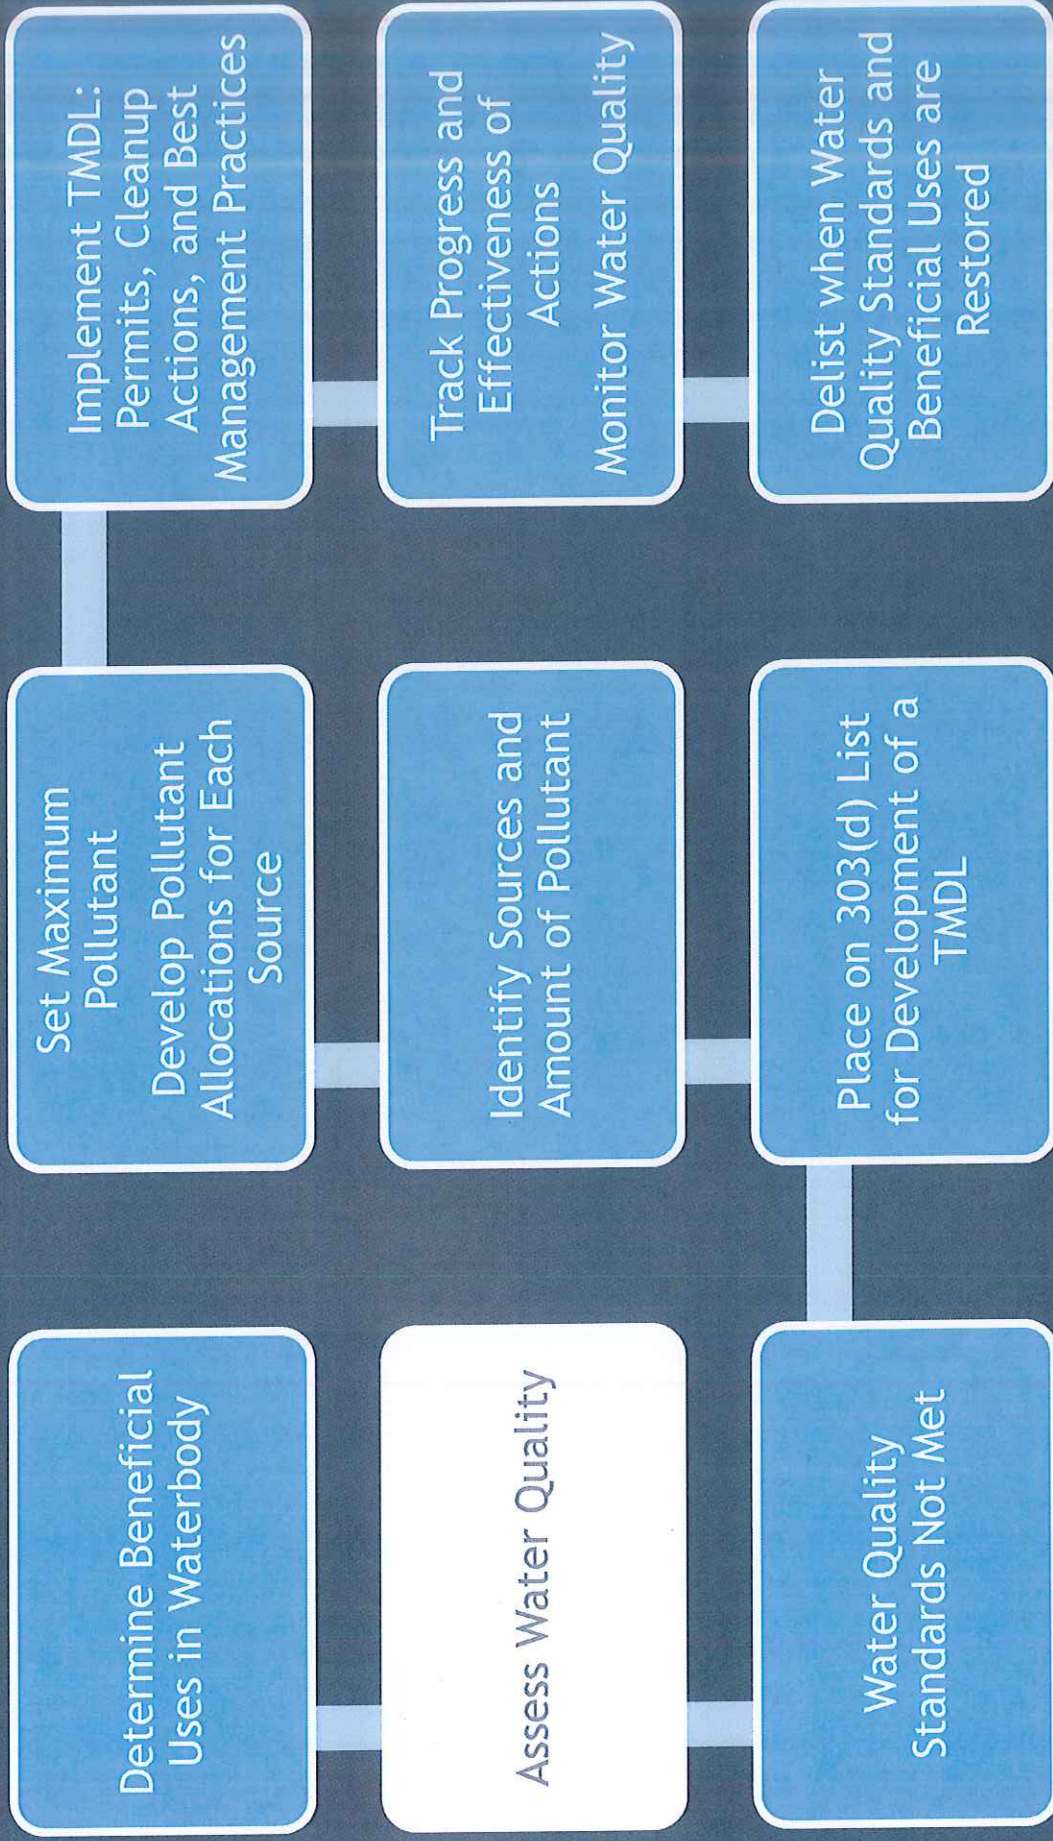 Determine Beneficial
Uses in Waterbody
Assess Water Quality
Water Quality
Standards Not Met
Place on 303(d) List
for Development of a
TMDL
Identify Sources and
Amount of Pollutant
Set Maximum
Pollutant
Develop Pollutant
Allocations for Each
Source
Implement TMDL:
Permits, Cleanup
Actions, and Best
Management Practices
Track Progress and
Effectiveness of
Actions
Monitor Water Quality
Delist when Water
Quality Standards and
Beneficial Uses are
Restored